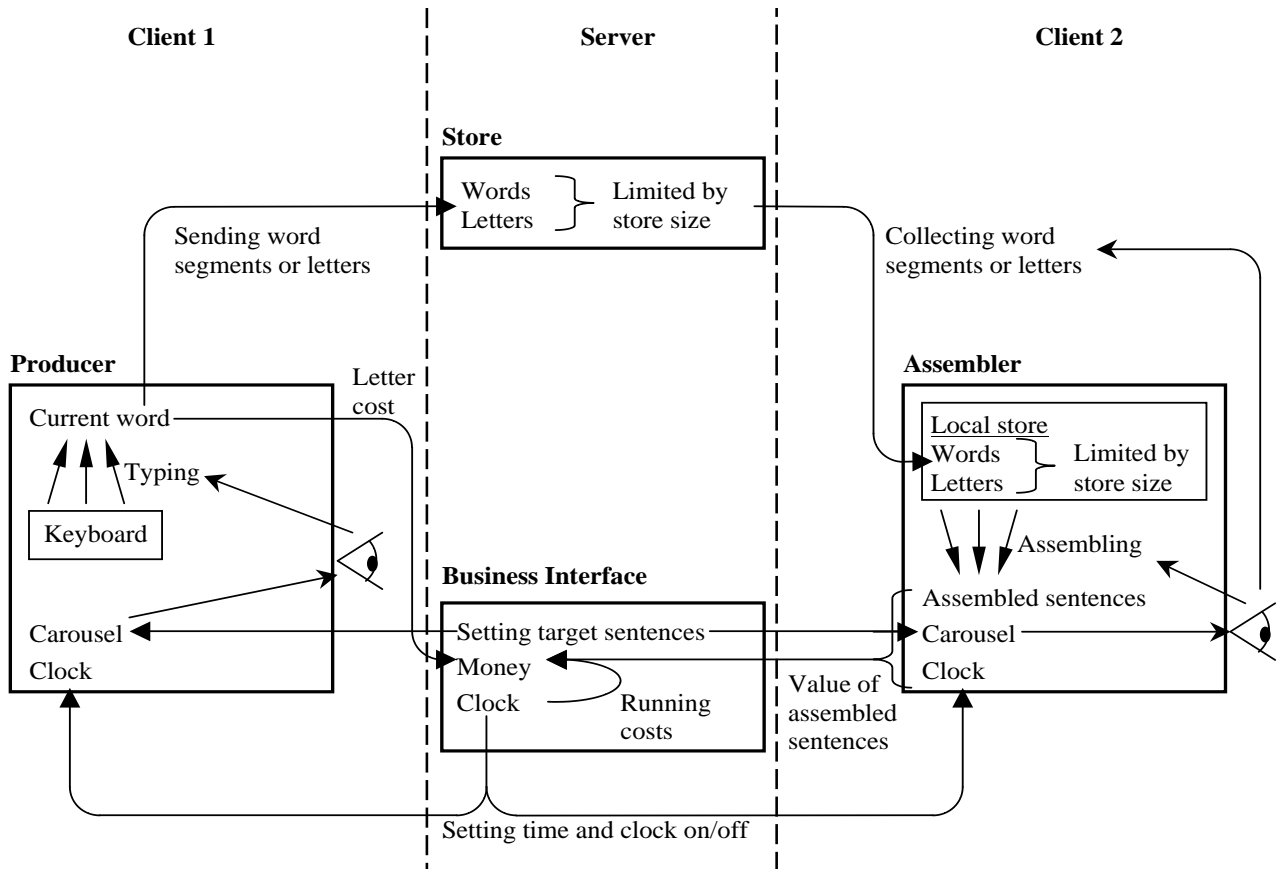 Client 1
Server
Client 2
Store
Words
Letters
Limited by
store size
Sending word
segments or letters
Collecting word
segments or letters
Producer
Current word
Letter
cost
Typing
Keyboard
Carousel
Clock
Assembler
Local store
Words
Letters
Limited by
store size
Assembling
Assembled sentences
Carousel
Clock
Business Interface
Setting target sentences
Money
Clock
Running
costs
Value of
assembled
sentences
Setting time and clock on/off